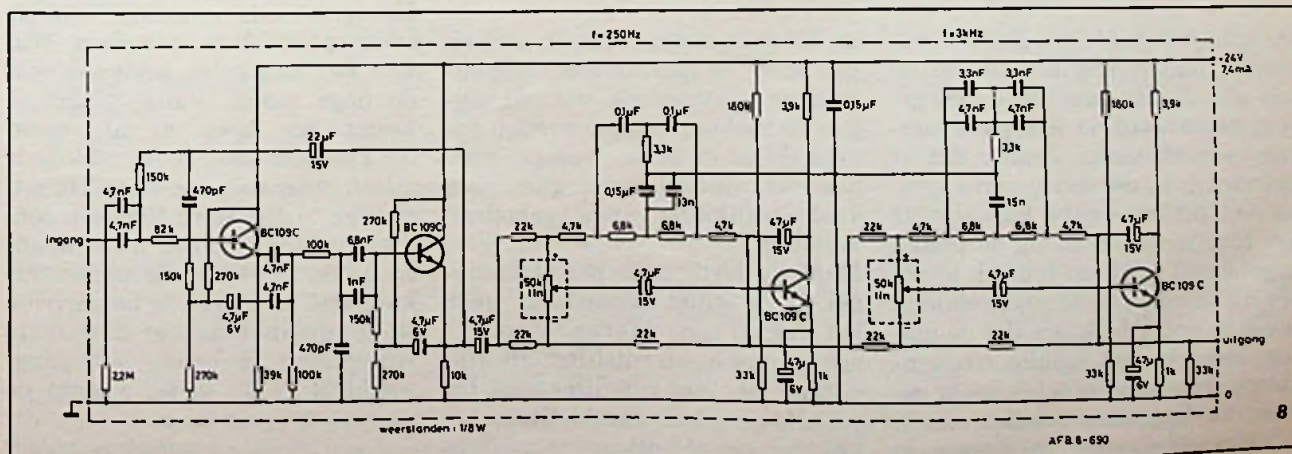 f = 250Hz
f = 3kHz
-24V
7,4mA
3,3nF
3,3nF
0,1µF
0,1µF
180k
3,9k
0,15µF
4,7nF
4,7nF
180k
3,9k
22µF
15V
150k
470pF
3,3k
3,3k
4,7nF
0,15µF
13n
15n
270k
ingang
4,7nF
82k
BC109C
BC109C
100k
6,8nF
22k
4,7k
6,8k
6,8k
4,7k
47µF
15V
22k
4,7k
6,8k
6,8k
4,7k
47µF
15V
4,7nF
150k
270k
1nF
+
50k
lin
-
4,7µF
15V
BC109C
+
50k
lin
-
4,7µF
15V
BC109C
4,7µF
6V
4,7nF
150k
4,7µF
6V
4,7µF
15V
22k
22k
22k
22k
uitgang
470pF
2,2M
270k
39k
100k
270k
10k
33k
47µ
6V
1k
33k
47µ
6V
1k
33k
0
weerstanden : 1/8 W
AFB.8-690
8